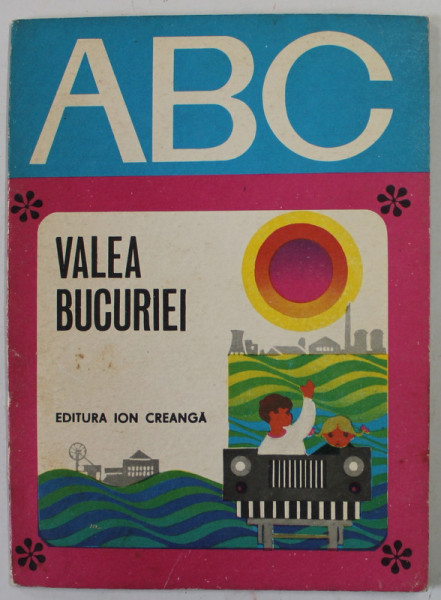 ABC
VALEA
BUCURIEI
EDITURA ION CREANGĂ